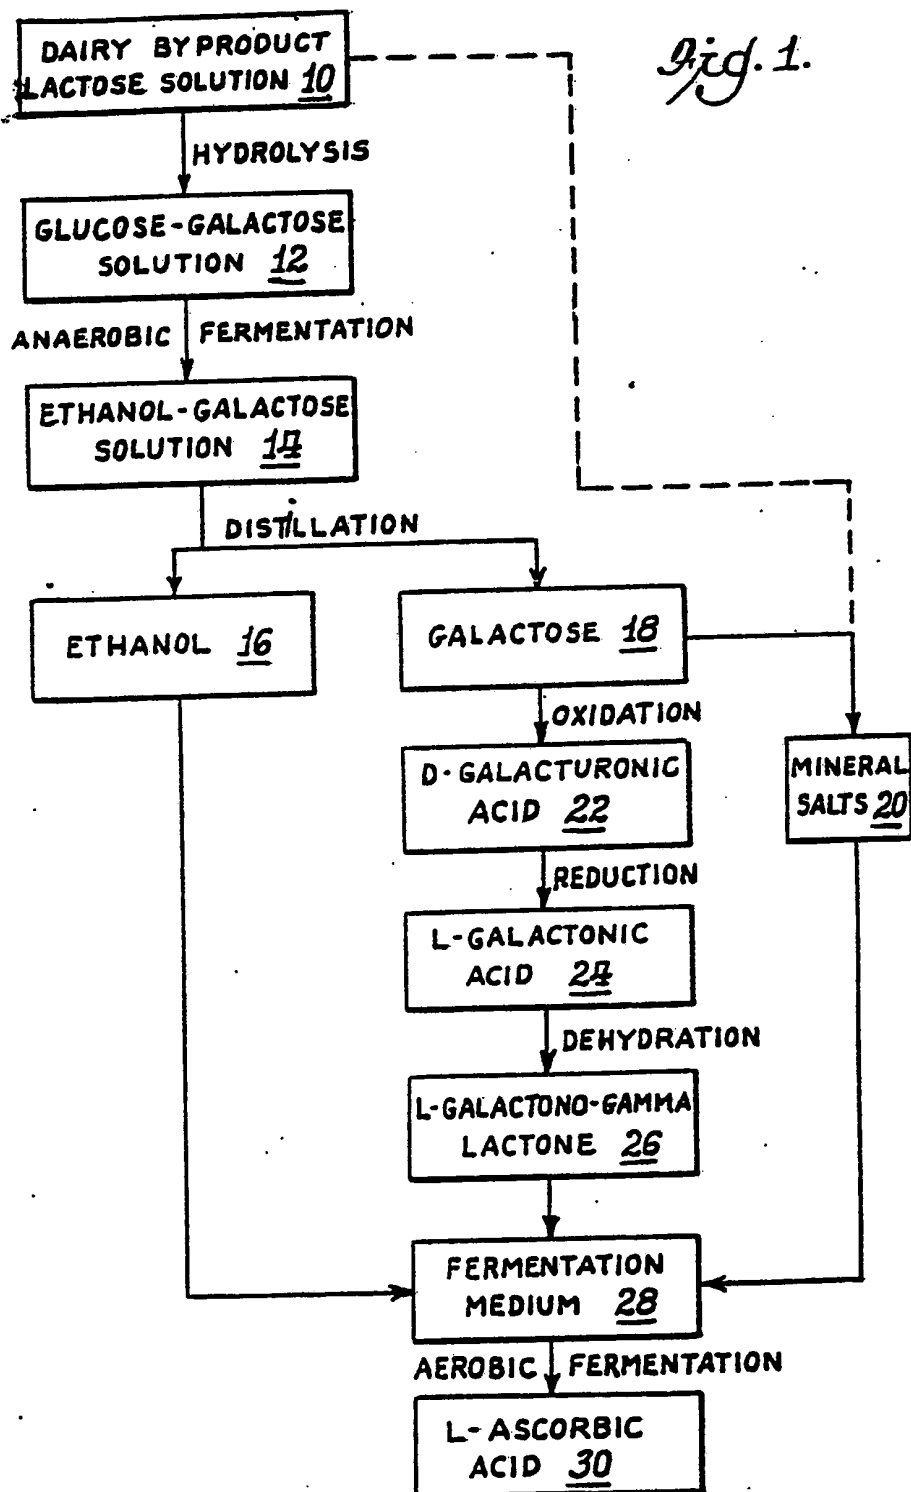 Fig. 1.
DAIRY BYPRODUCT
LACTOSE SOLUTION 10
HYDROLYSIS
GLUCOSE-GALACTOSE
SOLUTION 12
ANAEROBIC FERMENTATION
ETHANOL-GALACTOSE
SOLUTION 14
DISTILLATION
ETHANOL 16
GALACTOSE 18
OXIDATION
D-GALACTURONIC
ACID 22
MINERAL
SALTS 20
REDUCTION
L-GALACTONIC
ACID 24
DEHYDRATION
L-GALACTONO-GAMMA
LACTONE 26
FERMENTATION
MEDIUM 28
AEROBIC FERMENTATION
L-ASCORBIC
ACID 30